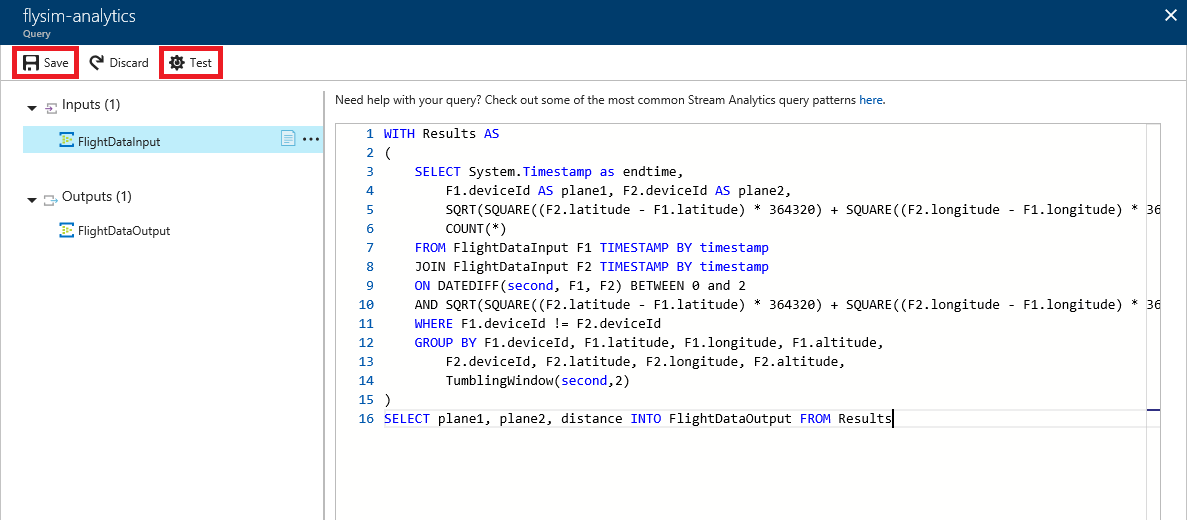 flysim-analytics
Query
Save Discard Test
Inputs (1)
FlightDataInput
Outputs (1)
FlightDataOutput
Need help with your query? Check out some of the most common Stream Analytics query patterns here.
1 WITH Results AS
2 (
3 SELECT System.Timestamp as endtime,
4 F1.deviceId AS plane1, F2.deviceId AS plane2,
5 SQRT(SQUARE((F2.latitude - F1.latitude) * 364320) + SQUARE((F2.longitude - F1.longitude) * 36
6 COUNT(*)
7 FROM FlightDataInput F1 TIMESTAMP BY timestamp
8 JOIN FlightDataInput F2 TIMESTAMP BY timestamp
9 ON DATEDIFF(second, F1, F2) BETWEEN 0 and 2
10 AND SQRT(SQUARE((F2.latitude - F1.latitude) * 364320) + SQUARE((F2.longitude - F1.longitude) * 36
11 WHERE F1.deviceId != F2.deviceId
12 GROUP BY F1.deviceId, F1.latitude, F1.longitude, F1.altitude,
13 F2.deviceId, F2.latitude, F2.longitude, F2.altitude,
14 TumblingWindow(second,2)
15 )
16 SELECT plane1, plane2, distance INTO FlightDataOutput FROM Results